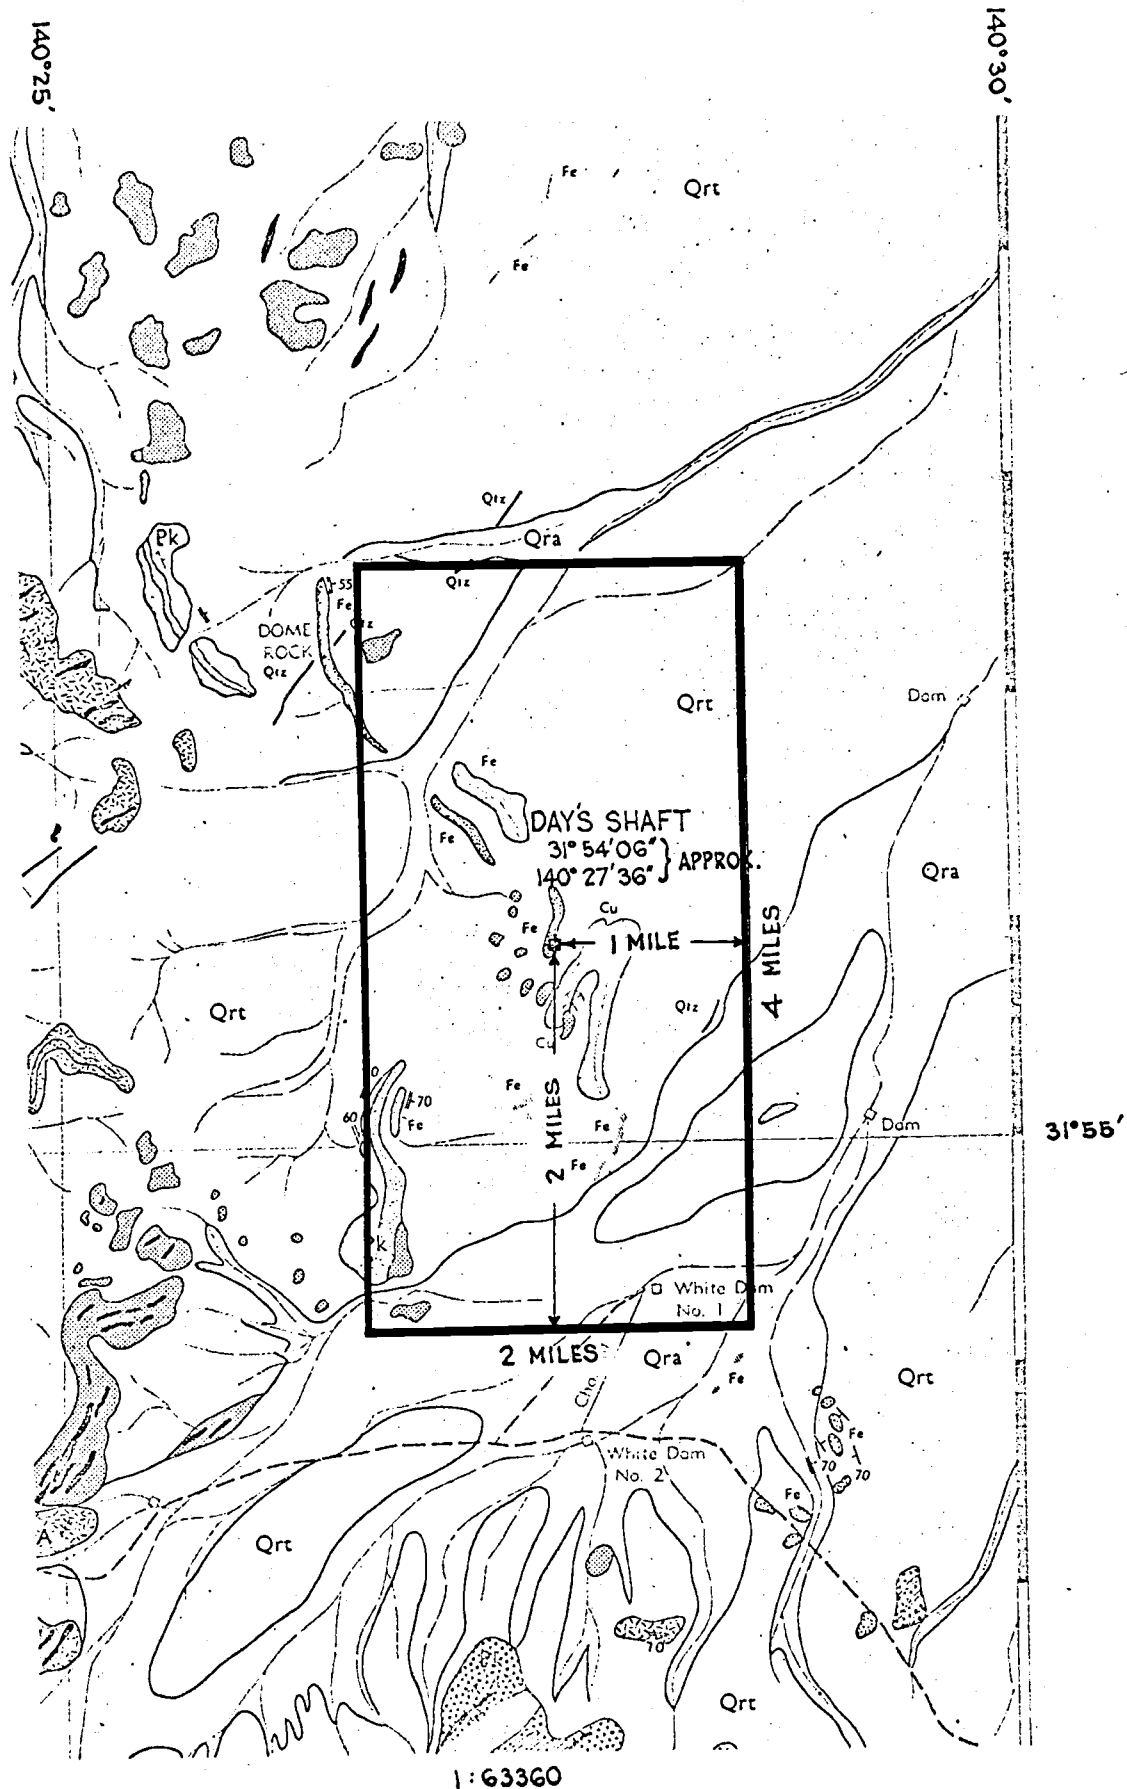 140°25'
140°30'
Fe
Qrt
Fe
Qtz
Qra
Pk
Qtz
55
Fe
DOME
ROCK
Qtz
Qtz
Qrt
Dam
Fe
DAY'S SHAFT
31°54'06"
140°27'36" } APPROX.
Fe
Qra
Cu
Fe
1 MILE
4 MILES
Qrt
Qtz
Cu
Fe
70
60
Fe
Fe
2 MILES
Dam
31°55'
Fe
Pk
White Dam
No. 1
2 MILES
Qra
Fe
Qrt
Fe
White Dam
No. 2
70
70
Fe
A
Qrt
70
Qrt
1:63360